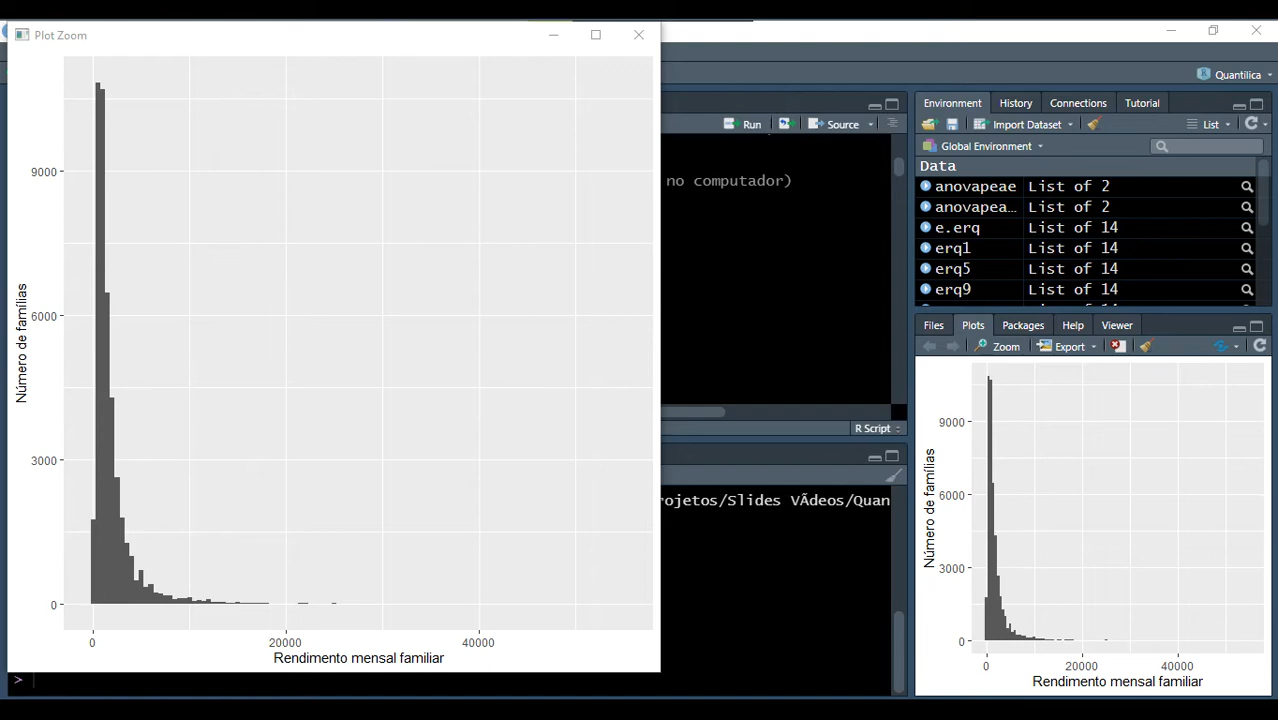 Plot Zoom
9000
6000
3000
0
Número de famílias
0 20000 40000
Rendimento mensal familiar
>
Run
Source
no computador)
R Script
rojetos/Slides VÃdeos/Quan
Quantílica
Environment History Connections Tutorial
Import Dataset
List
Global Environment
Data
anovapeae List of 2
anovapea… List of 2
e.erq List of 14
erq1 List of 14
erq5 List of 14
erq9 List of 14
Files Plots Packages Help Viewer
Zoom Export
9000
6000
3000
0
Número de famílias
0 20000 40000
Rendimento mensal familiar